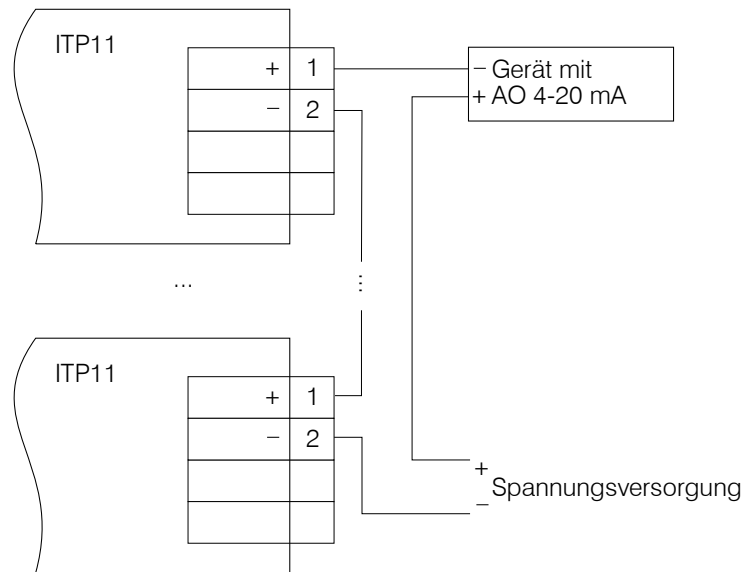 ITP11
+ 1
− 2
− Gerät mit
+ AO 4-20 mA
...
...
ITP11
+ 1
− 2
+
Spannungsversorgung
−